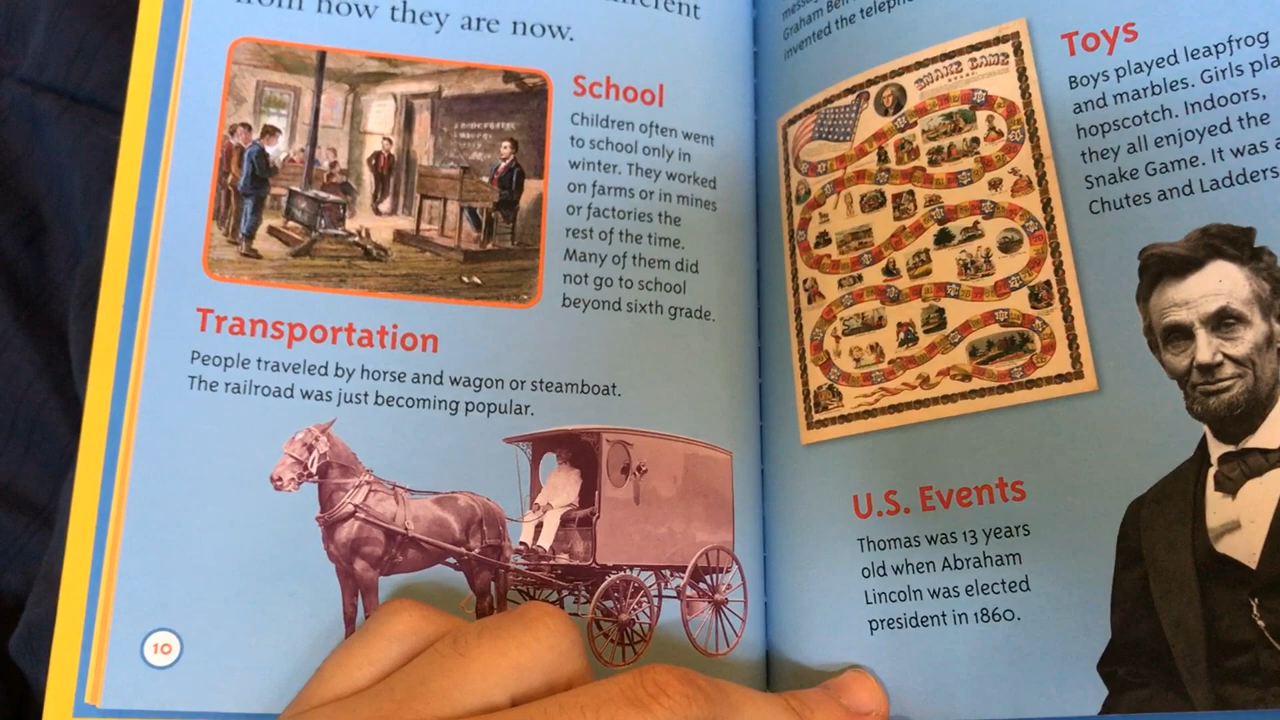 from how they are now.
School
Children often went
to school only in
winter. They worked
on farms or in mines
or factories the
rest of the time.
Many of them did
not go to school
beyond sixth grade.
Transportation
People traveled by horse and wagon or steamboat.
The railroad was just becoming popular.
10
Graham
invented the
SNAKE GAME
Toys
Boys played leapfrog
and marbles. Girls
hopscotch. Indoors,
they all enjoyed the
Snake Game. It was
Chutes and Ladders
U.S. Events
Thomas was 13 years
old when Abraham
Lincoln was elected
president in 1860.